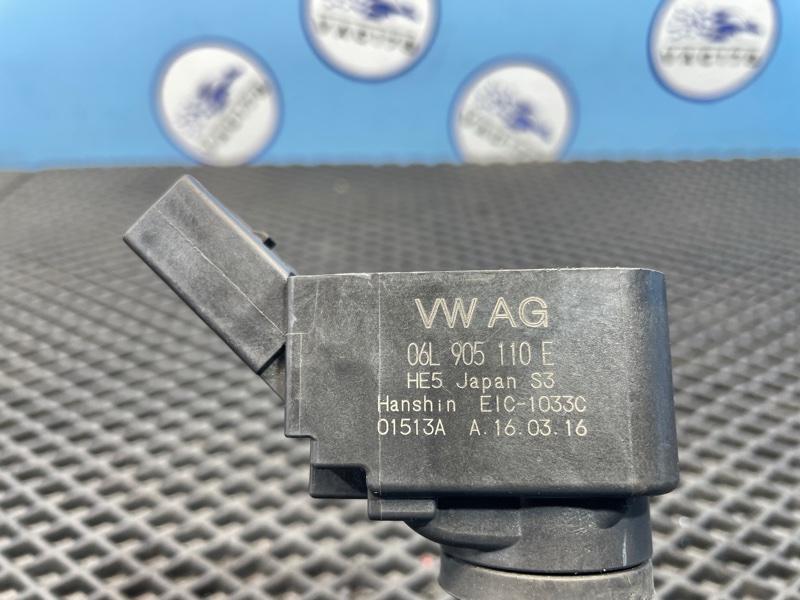 VW AG
06L 905 110 E
HE5 Japan S3
Hanshin EIC-1033C
01513A A.16.03.16